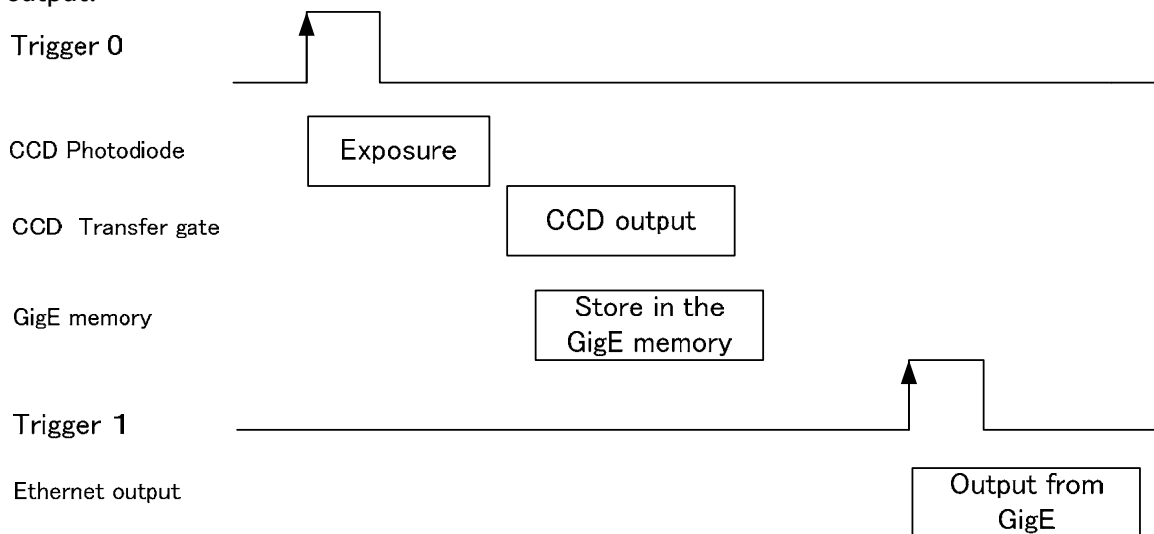 output.
Trigger 0
CCD Photodiode
Exposure
CCD Transfer gate
CCD output
GigE memory
Store in the
GigE memory
Trigger 1
Ethernet output
Output from
GigE